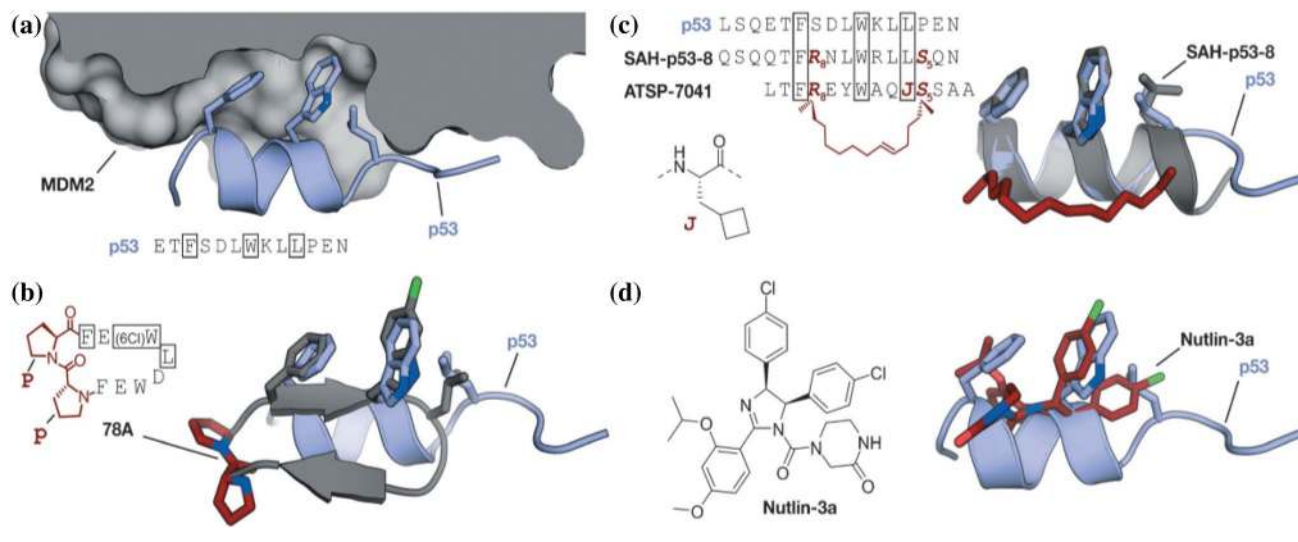 (a)
MDM2
p53
p53 ETFSDLWKLLPEN
(b)
O
FE(6Cl)W
N
O
L
P
N
FEWD
P
78A
p53
(c)
p53 LSQETFSDLWKLLPEN
SAH-p53-8 QSQQTFR8NLWRLLS5QN
ATSP-7041 LTFR8EYWAQJS5SAA
H
N
O
J
SAH-p53-8
p53
(d)
Cl
Cl
N
N
O
N
NH
O
O
O
Nutlin-3a
Nutlin-3a
p53